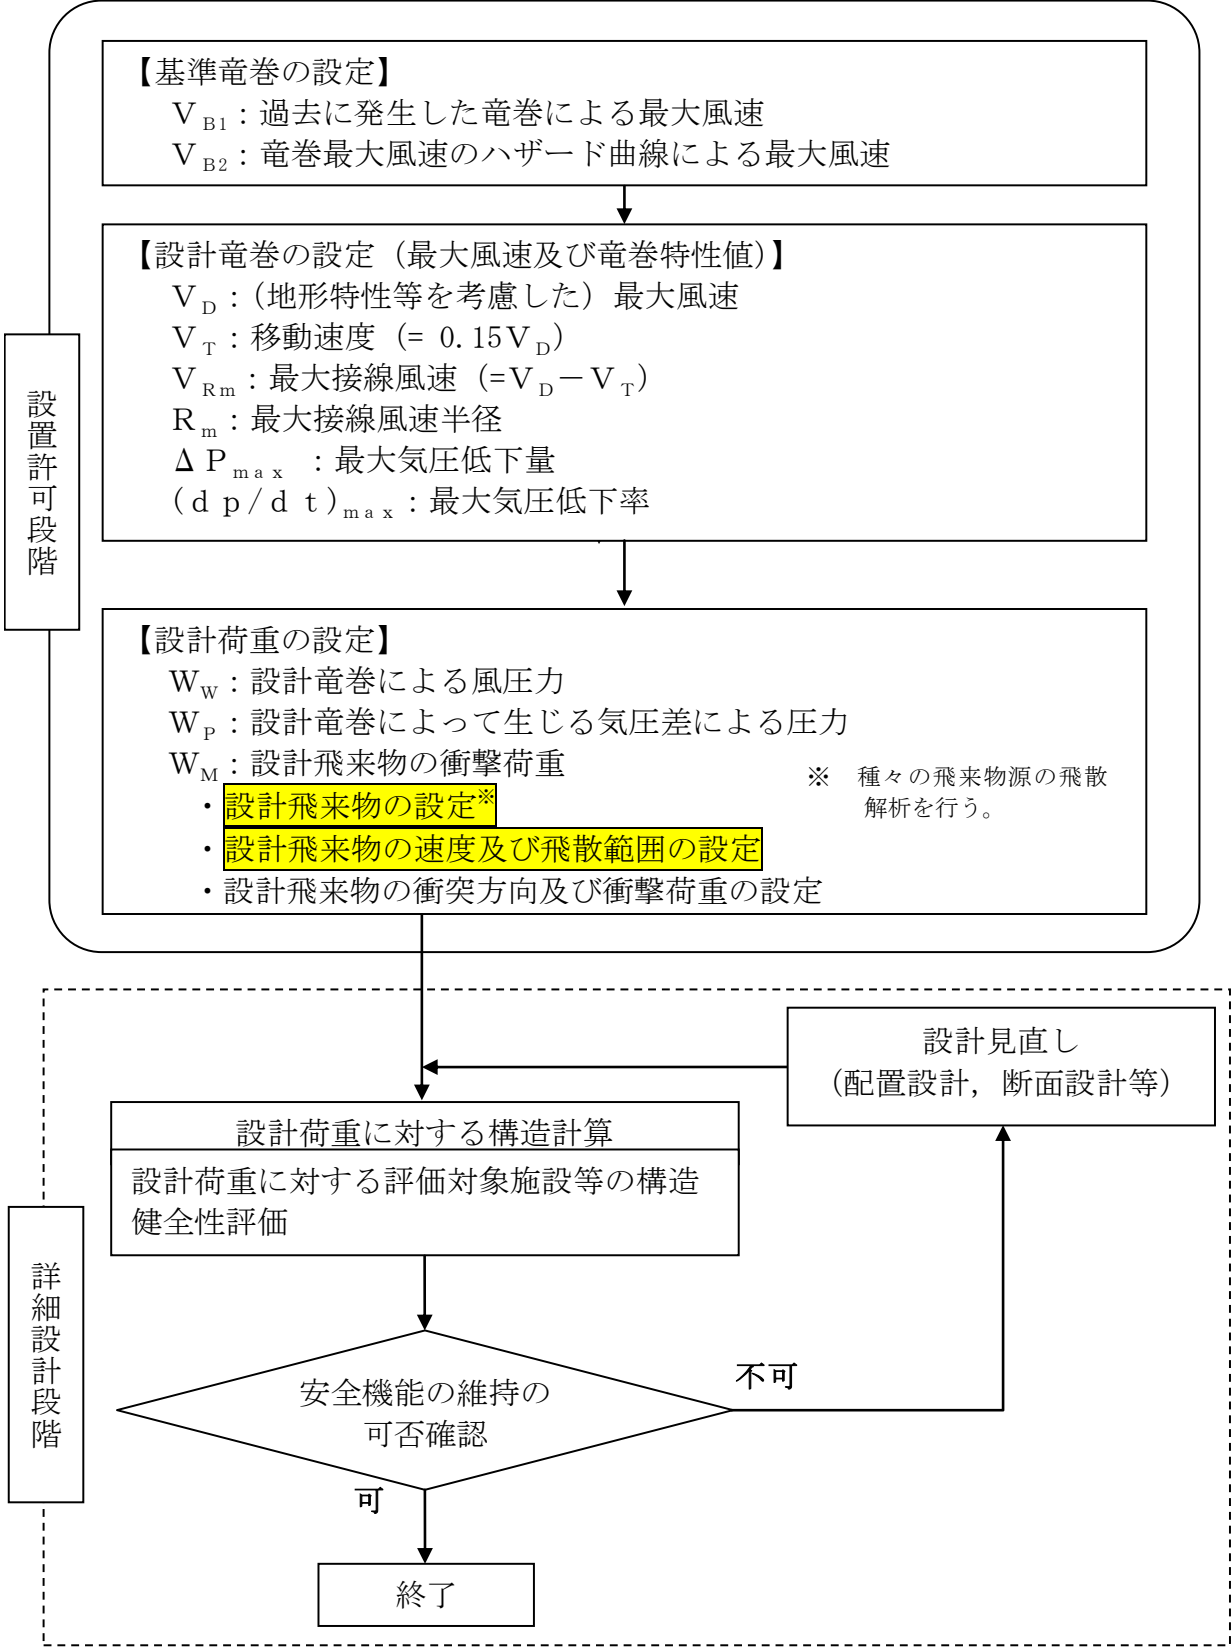 【基準竜巻の設定】
VB1：過去に発生した竜巻による最大風速
VB2：竜巻最大風速のハザード曲線による最大風速
【設計竜巻の設定（最大風速及び竜巻特性値）】
VD：（地形特性等を考慮した）最大風速
VT：移動速度（= 0.15VD）
VRm：最大接線風速（=VD－VT）
Rm：最大接線風速半径
ΔPmax ：最大気圧低下量
(dp/dt)max：最大気圧低下率
設置許可段階
【設計荷重の設定】
WW：設計竜巻による風圧力
WP：設計竜巻によって生じる気圧差による圧力
WM：設計飛来物の衝撃荷重
・設計飛来物の設定※
・設計飛来物の速度及び飛散範囲の設定
・設計飛来物の衝突方向及び衝撃荷重の設定
※ 種々の飛来物源の飛散
解析を行う。
設計見直し
（配置設計，断面設計等）
設計荷重に対する構造計算
設計荷重に対する評価対象施設等の構造
健全性評価
詳細設計段階
安全機能の維持の
可否確認
不可
可
終了